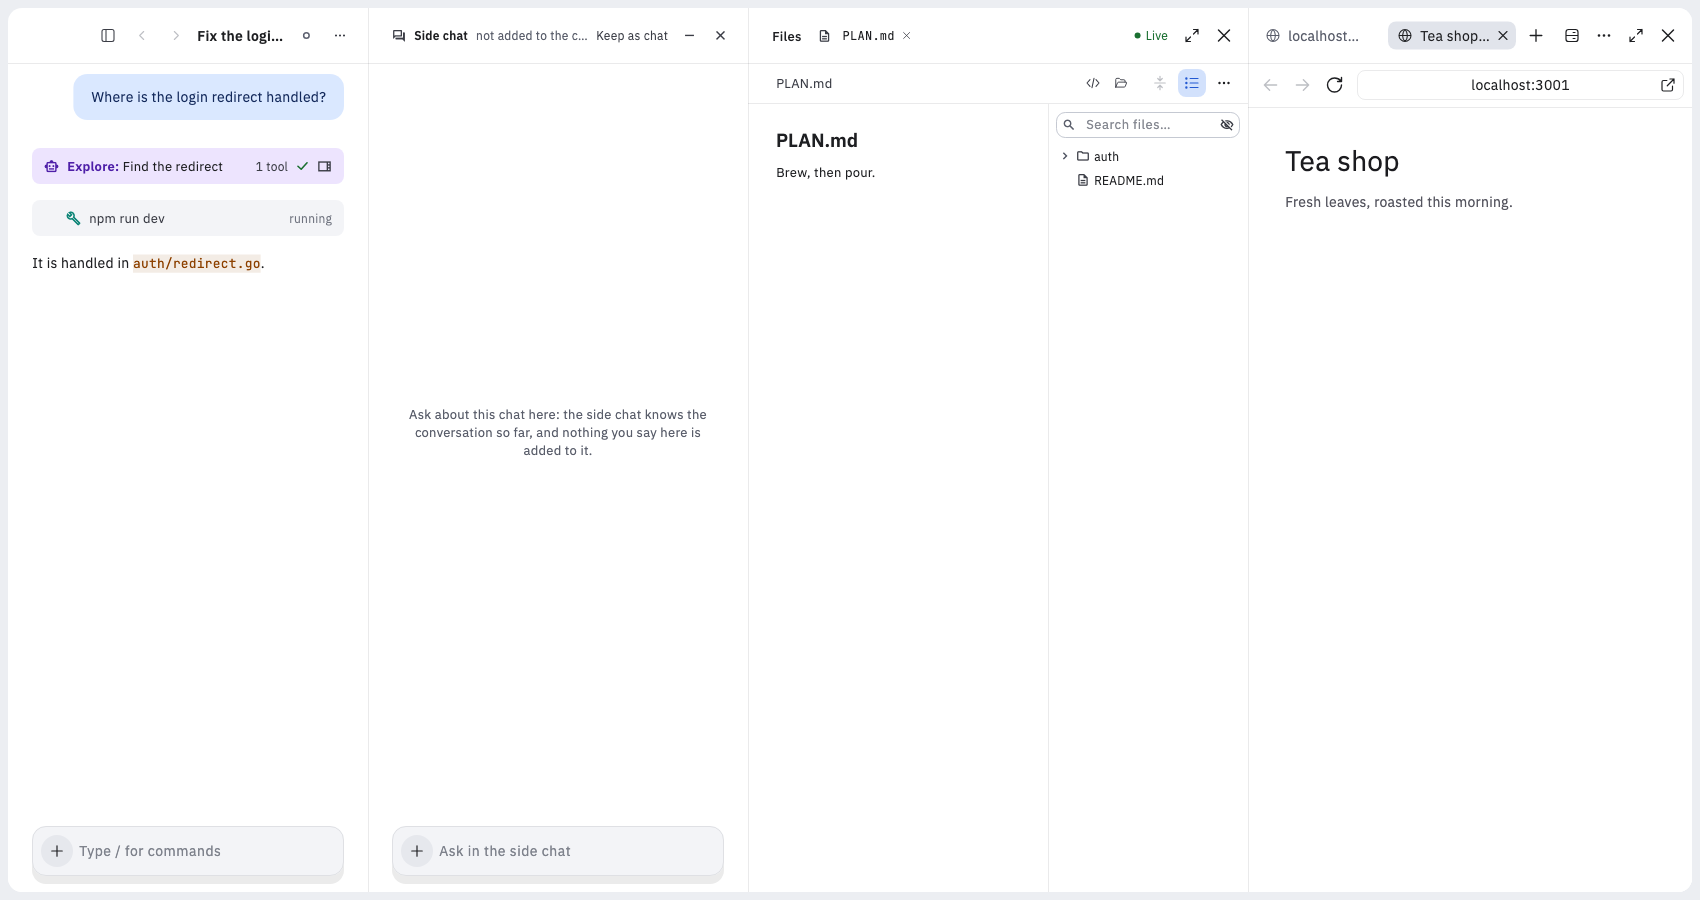 Fix the logi...
Where is the login redirect handled?
Explore: Find the redirect 1 tool
npm run dev running
It is handled in auth/redirect.go.
Type / for commands
Side chat not added to the c... Keep as chat
Ask about this chat here: the side chat knows the
conversation so far, and nothing you say here is
added to it.
Ask in the side chat
Files PLAN.md Live
PLAN.md
PLAN.md
Brew, then pour.
Search files...
auth
README.md
localhost... Tea shop...
localhost:3001
Tea shop
Fresh leaves, roasted this morning.